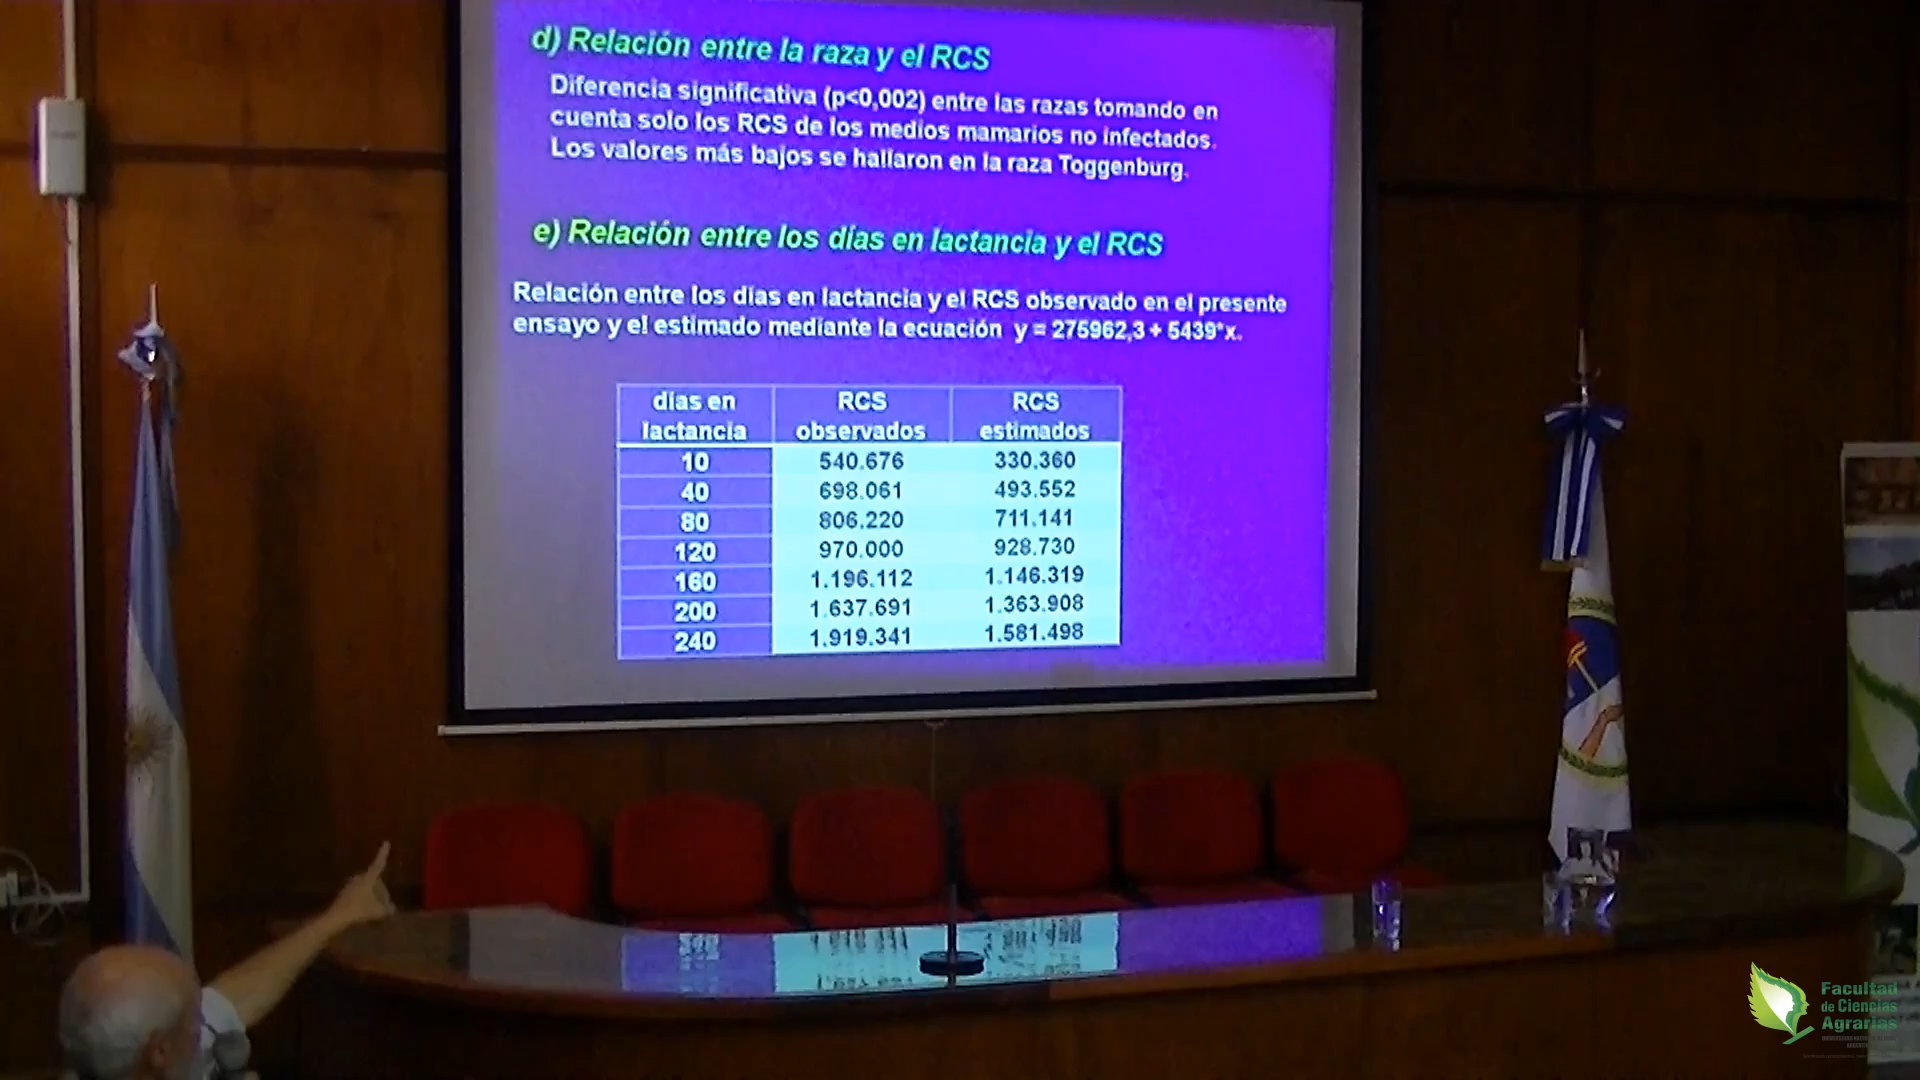 d) Relación entre la raza y el RCS
Diferencia significativa (p<0,002) entre las razas tomando en
cuenta solo los RCS de los medios mamarios no infectados.
Los valores más bajos se hallaron en la raza Toggenburg.
e) Relación entre los días en lactancia y el RCS
Relación entre los días en lactancia y el RCS observado en el presente
ensayo y el estimado mediante la ecuación y = 275962,3 + 5439*x.
días en lactancia RCS observados RCS estimados
10 540.676 330.360
40 698.061 493.552
80 806.220 711.141
120 970.000 928.730
160 1.196.112 1.146.319
200 1.637.691 1.363.908
240 1.919.341 1.581.498
Facultad
de Ciencias
Agrarias